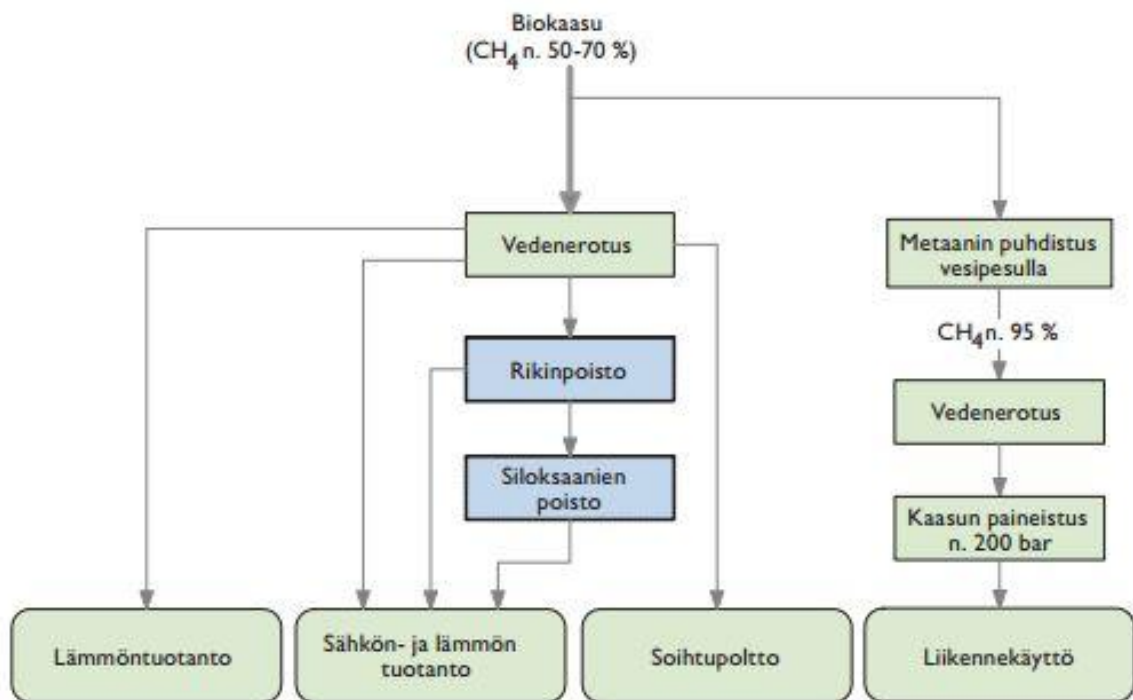 Biokaasu
(CH4 n. 50-70 %)
Vedenerotus
Metaanin puhdistus
vesipesulla
CH4 n. 95 %
Rikinpoisto
Vedenerotus
Siloksaanien
poisto
Kaasun paineistus
n. 200 bar
Lämmöntuotanto
Sähkön- ja lämmön
tuotanto
Soihtupoltto
Liikennekäyttö